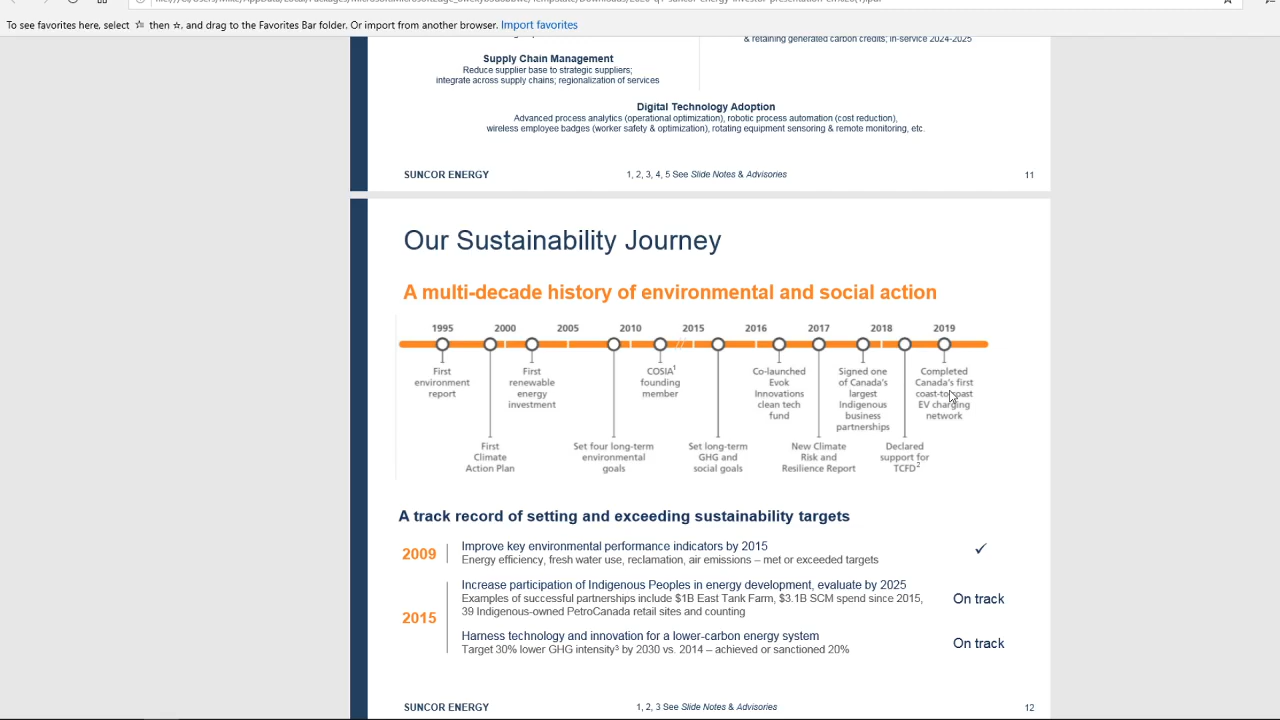 To favorites, select ☆ then ☆, and drag to the Favorites Bar folder. Or import from another browser. Import favorites
& retaining generated carbon credits; in-service 2024-2025
Supply Chain Management
Reduce supplier base to strategic suppliers;
integrate across supply chains; regionalization of services
Digital Technology Adoption
Advanced process analytics (operational optimization), robotic process automation (cost reduction),
wireless employee badges (worker safety & optimization), rotating equipment sensoring & remote monitoring, etc.
SUNCOR ENERGY
1, 2, 3, 4, 5 See Slide Notes & Advisories
11
Our Sustainability Journey
A multi-decade history of environmental and social action
1995 2000 2005 2010 2015 2016 2017 2018 2019
First
environment
report
First
renewable
energy
investment
COSIA1
founding
member
Co-launched
Evok
Innovations
clean tech
fund
Signed one
of Canada's
largest
Indigenous
business
partnerships
Completed
Canada's first
coast-to-coast
EV charging
network
First
Climate
Action Plan
Set four long-term
environmental
goals
Set long-term
GHG and
social goals
New Climate
Risk and
Resilience Report
Declared
support for
TCFD2
A track record of setting and exceeding sustainability targets
2009
Improve key environmental performance indicators by 2015
Energy efficiency, fresh water use, reclamation, air emissions – met or exceeded targets
✓
2015
Increase participation of Indigenous Peoples in energy development, evaluate by 2025
Examples of successful partnerships include $1B East Tank Farm, $3.1B SCM spend since 2015,
39 Indigenous-owned PetroCanada retail sites and counting
On track
Harness technology and innovation for a lower-carbon energy system
Target 30% lower GHG intensity3 by 2030 vs. 2014 – achieved or sanctioned 20%
On track
SUNCOR ENERGY
1, 2, 3 See Slide Notes & Advisories
12